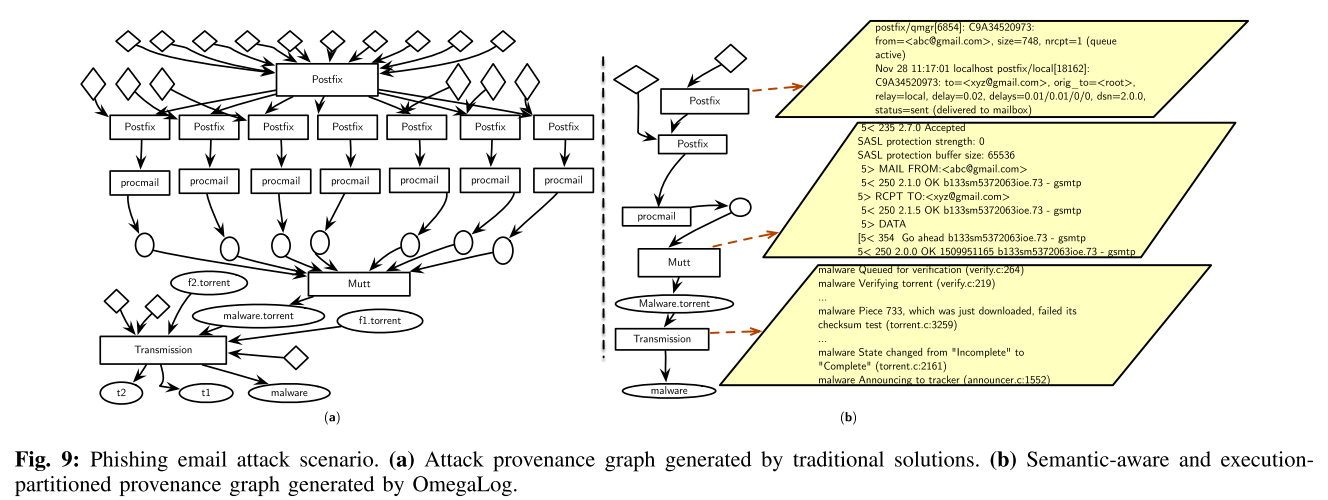 Postfix
Postfix Postfix Postfix Postfix Postfix Postfix Postfix
procmail procmail procmail procmail procmail procmail procmail
Mutt
f2.torrent
malware.torrent
f1.torrent
Transmission
t2
t1
malware
(a)
Postfix
Postfix
procmail
Mutt
Malware.torrent
Transmission
malware
postfix/qmgr[6854]: C9A34520973:
from=<abc@gmail.com>, size=748, nrcpt=1 (queue
active)
Nov 28 11:17:01 localhost postfix/local[18162]:
C9A34520973: to=<xyz@gmail.com>, orig_to=<root>,
relay=local, delay=0.02, delays=0.01/0.01/0/0, dsn=2.0.0,
status=sent (delivered to mailbox)
5< 235 2.7.0 Accepted
SASL protection strength: 0
SASL protection buffer size: 65536
5> MAIL FROM:<abc@gmail.com>
5< 250 2.1.0 OK b133sm5372063ioe.73 - gsmtp
5> RCPT TO:<xyz@gmail.com>
5< 250 2.1.5 OK b133sm5372063ioe.73 - gsmtp
5> DATA
[5< 354  Go ahead b133sm5372063ioe.73 - gsmtp
5< 250 2.0.0 OK 1509951165 b133sm5372063ioe.73 - gsmtp
malware Queued for verification (verify.c:264)
malware Verifying torrent (verify.c:219)
...
malware Piece 733, which was just downloaded, failed its
checksum test (torrent.c:3259)
...
malware State changed from "Incomplete" to
"Complete" (torrent.c:2161)
malware Announcing to tracker (announcer.c:1552)
(b)
Fig. 9: Phishing email attack scenario. (a) Attack provenance graph generated by traditional solutions. (b) Semantic-aware and execution-
partitioned provenance graph generated by OmegaLog.